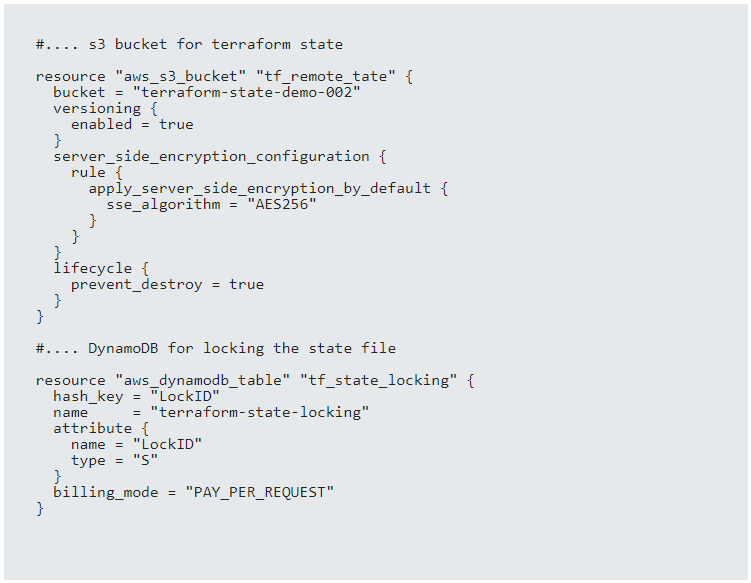 #.... s3 bucket for terraform state
resource "aws_s3_bucket" "tf_remote_tate" {
  bucket = "terraform-state-demo-002"
  versioning {
    enabled = true
  }
  server_side_encryption_configuration {
    rule {
      apply_server_side_encryption_by_default {
        sse_algorithm = "AES256"
      }
    }
  }
  lifecycle {
    prevent_destroy = true
  }
}
#.... DynamoDB for locking the state file
resource "aws_dynamodb_table" "tf_state_locking" {
  hash_key = "LockID"
  name     = "terraform-state-locking"
  attribute {
    name = "LockID"
    type = "S"
  }
  billing_mode = "PAY_PER_REQUEST"
}